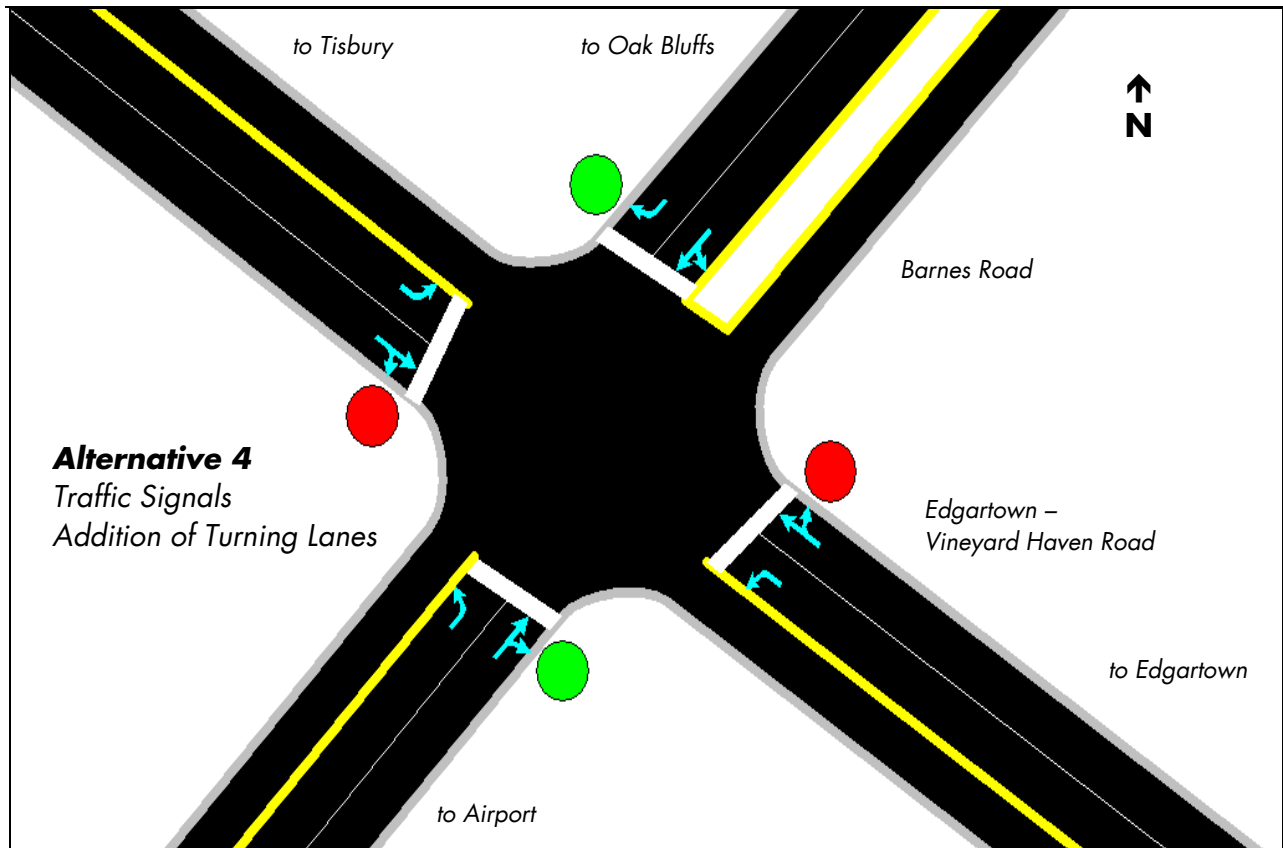 to Tisbury
to Oak Bluffs
N
Barnes Road
Alternative 4
Traffic Signals
Addition of Turning Lanes
Edgartown –
Vineyard Haven Road
to Edgartown
to Airport